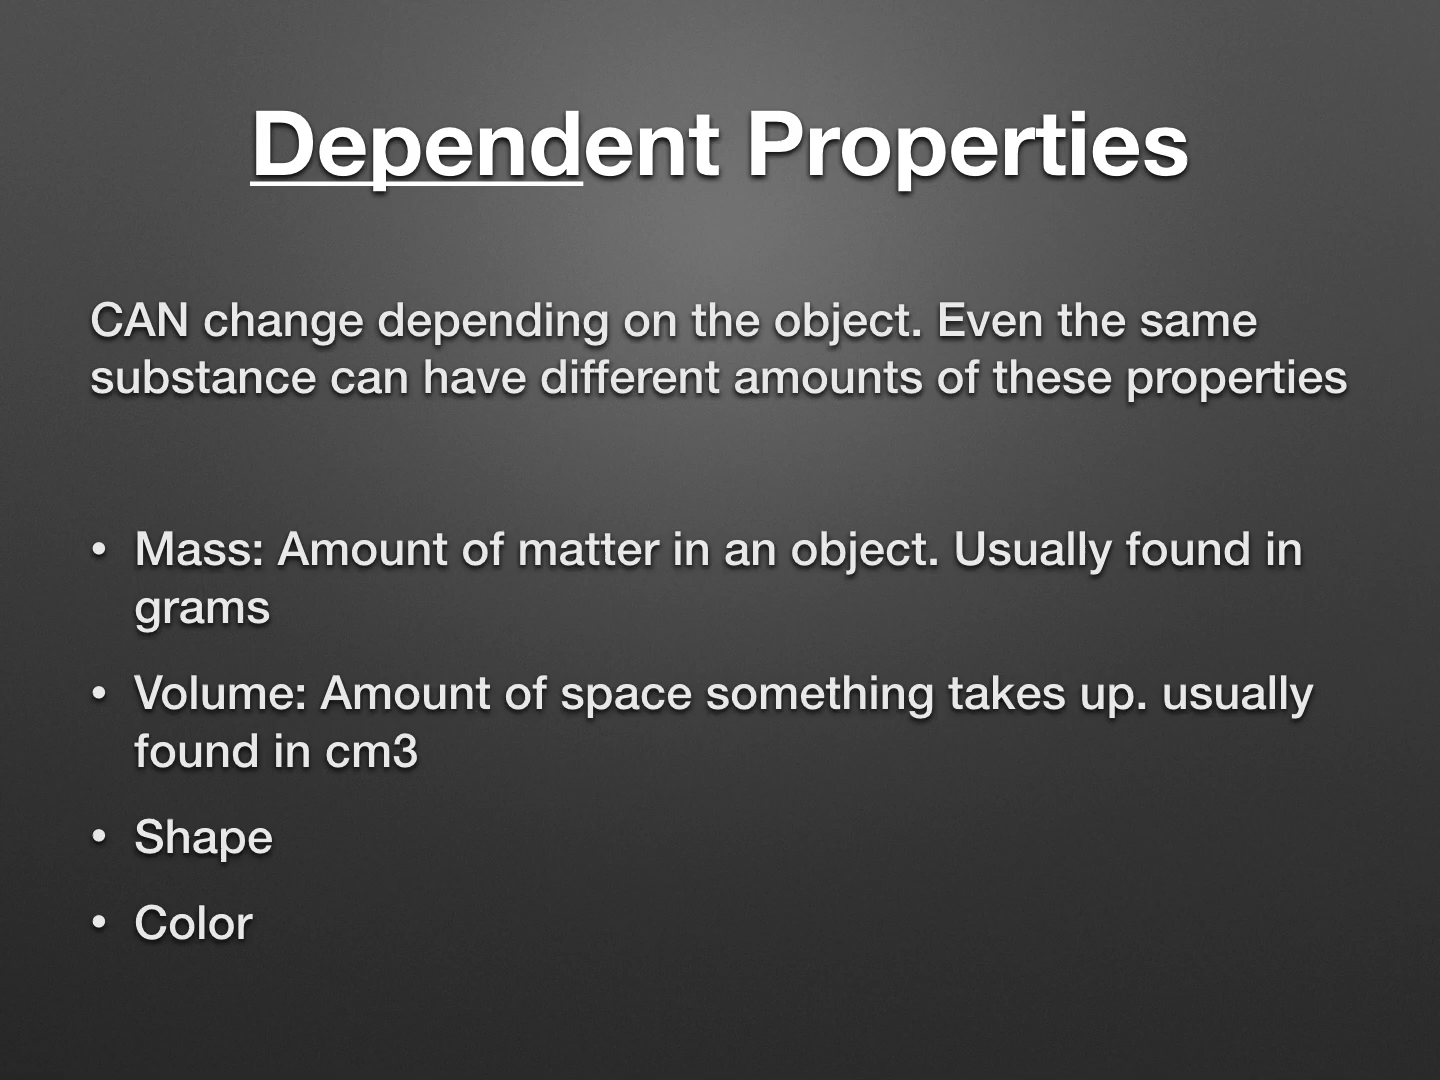 Dependent Properties
CAN change depending on the object. Even the same
substance can have different amounts of these properties
• Mass: Amount of matter in an object. Usually found in
grams
• Volume: Amount of space something takes up. usually
found in cm3
• Shape
• Color